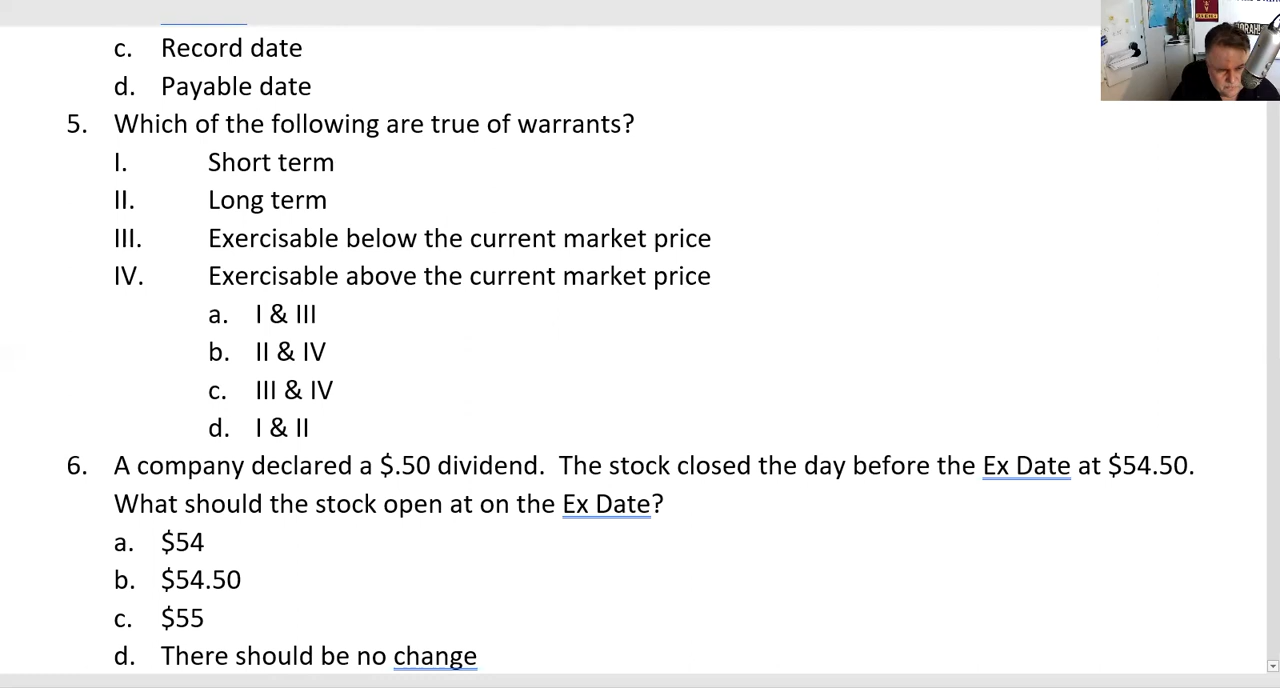 c. Record date
d. Payable date
5. Which of the following are true of warrants?
I. Short term
II. Long term
III. Exercisable below the current market price
IV. Exercisable above the current market price
a. I & III
b. II & IV
c. III & IV
d. I & II
6. A company declared a $.50 dividend. The stock closed the day before the Ex Date at $54.50.
What should the stock open at on the Ex Date?
a. $54
b. $54.50
c. $55
d. There should be no change